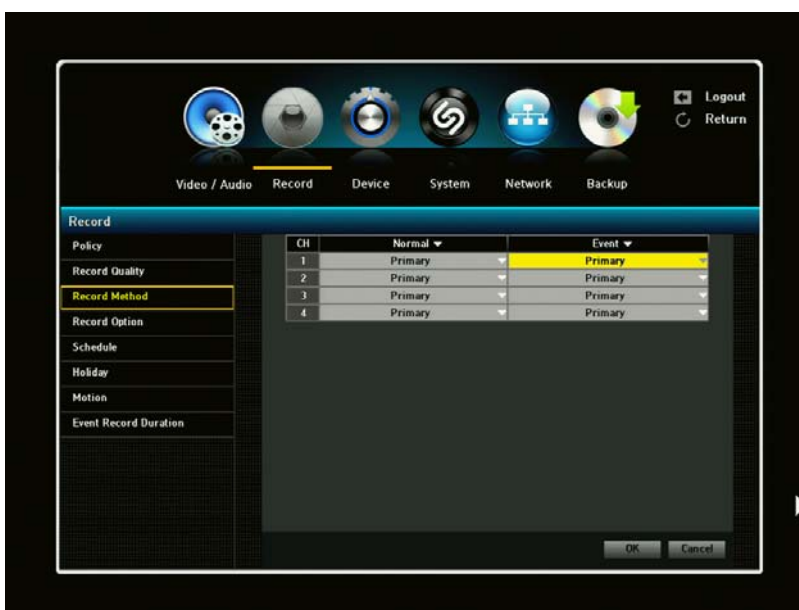 Logout
Return
Video / Audio Record Device System Network Backup
Record
Policy
Record Quality
Record Method
Record Option
Schedule
Holiday
Motion
Event Record Duration
CH Normal Event
1 Primary Primary
2 Primary Primary
3 Primary Primary
4 Primary Primary
OK Cancel